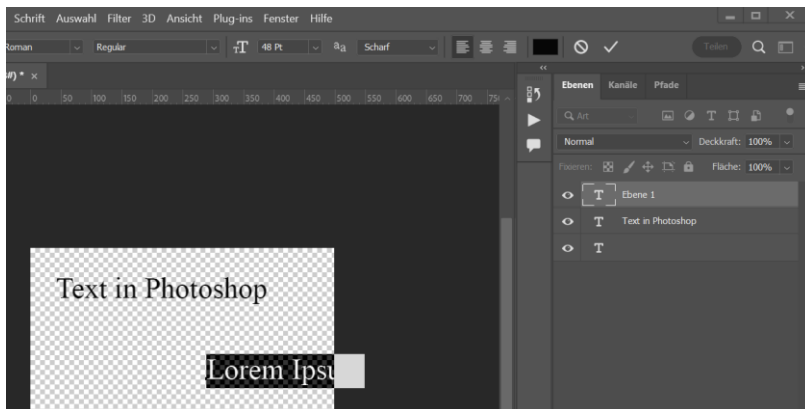 Schrift Auswahl Filter 3D Ansicht Plug-ins Fenster Hilfe
Roman Regular 48 Pt Scharf Teilen
#) * ×
0 0 50 100 150 200 250 300 350 400 450 500 550 600 650 700
Ebenen Kanäle Pfade
Art
Normal Deckkraft: 100%
Fixieren: Fläche: 100%
Ebene 1
Text in Photoshop
Text in Photoshop
Lorem Ipsu